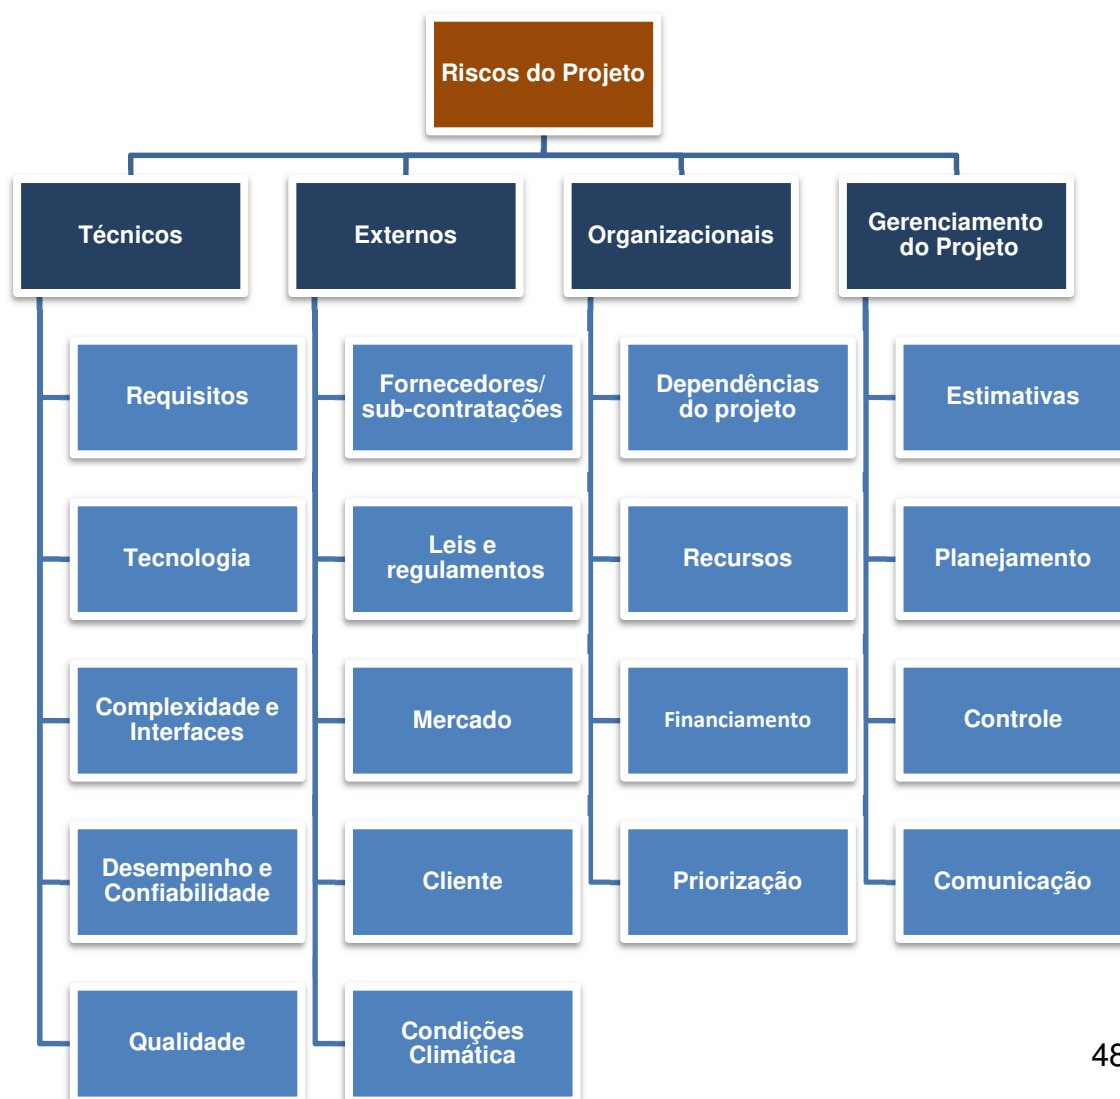 Riscos do Projeto
Técnicos
Externos
Organizacionais
Gerenciamento
do Projeto
Requisitos
Fornecedores/
sub-contratações
Dependências
do projeto
Estimativas
Tecnologia
Leis e
regulamentos
Recursos
Planejamento
Complexidade e
Interfaces
Mercado
Financiamento
Controle
Desempenho e
Confiabilidade
Cliente
Priorização
Comunicação
Qualidade
Condições
Climática
48